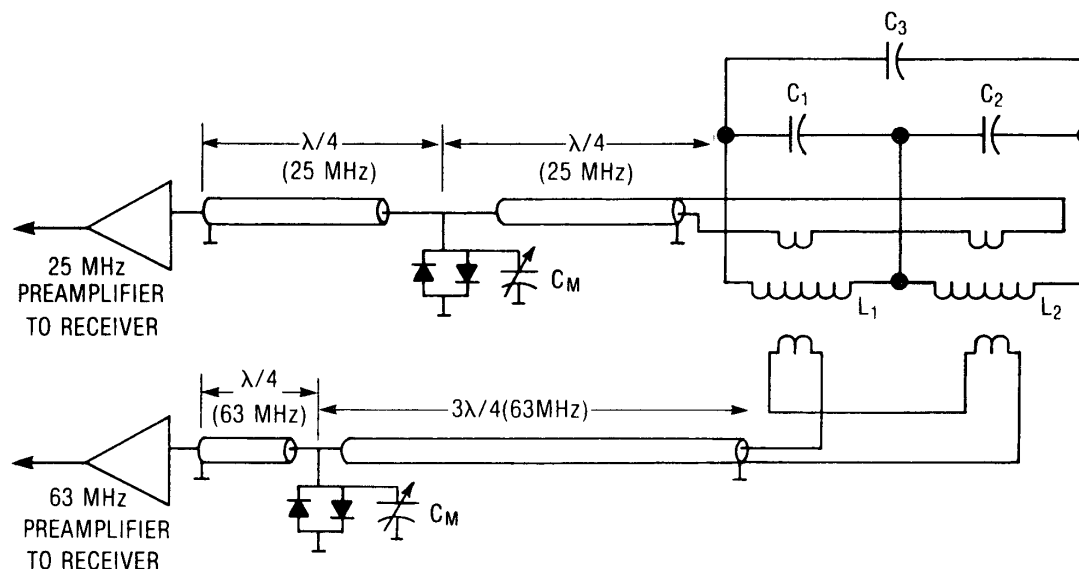 C3
C1
C2
λ/4
(25 MHz)
λ/4
(25 MHz)
25 MHz
PREAMPLIFIER
TO RECEIVER
CM
L1
L2
λ/4
(63 MHz)
3λ/4(63MHz)
63 MHz
PREAMPLIFIER
TO RECEIVER
CM